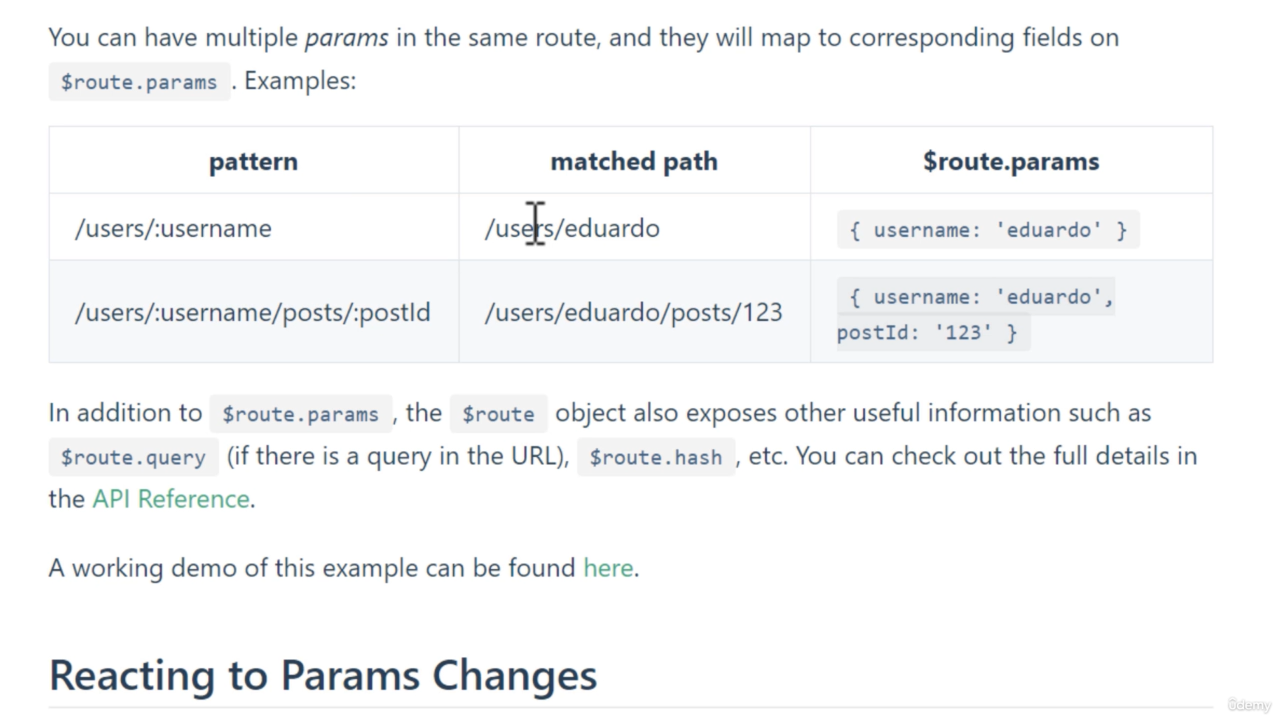 You can have multiple params in the same route, and they will map to corresponding fields on
$route.params . Examples:
pattern matched path $route.params
/users/:username /users/eduardo { username: 'eduardo' }
/users/:username/posts/:postId /users/eduardo/posts/123 { username: 'eduardo',
postId: '123' }
In addition to $route.params , the $route object also exposes other useful information such as
$route.query (if there is a query in the URL), $route.hash , etc. You can check out the full details in
the API Reference.
A working demo of this example can be found here.
Reacting to Params Changes
ûdemy